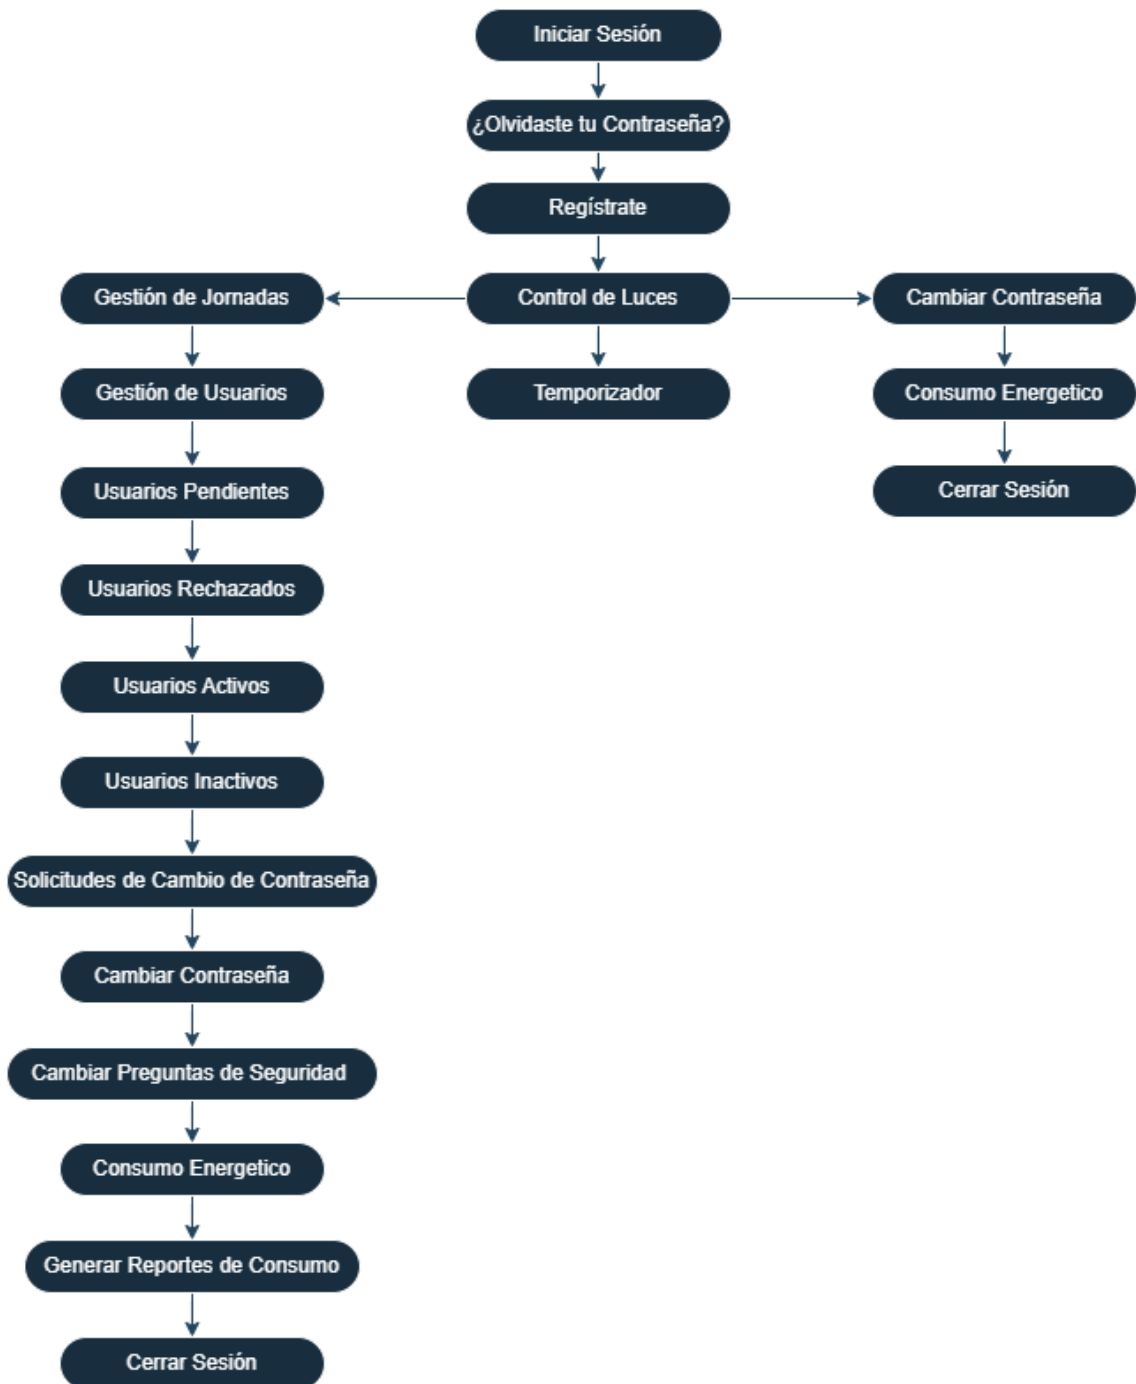 Iniciar Sesión
¿Olvidaste tu Contraseña?
Regístrate
Gestión de Jornadas
Control de Luces
Cambiar Contraseña
Gestión de Usuarios
Temporizador
Consumo Energetico
Usuarios Pendientes
Cerrar Sesión
Usuarios Rechazados
Usuarios Activos
Usuarios Inactivos
Solicitudes de Cambio de Contraseña
Cambiar Contraseña
Cambiar Preguntas de Seguridad
Consumo Energetico
Generar Reportes de Consumo
Cerrar Sesión